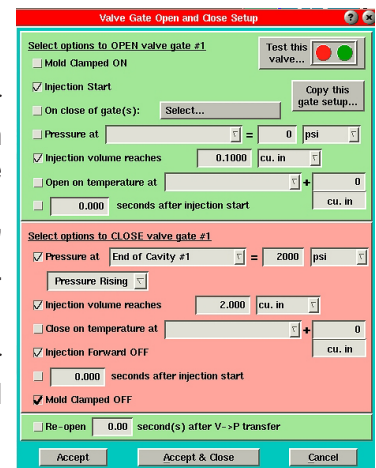 Valve Gate Open and Close Setup
Select options to OPEN valve gate #1
Test this valve...
Mold Clamped ON
Injection Start
Copy this gate setup...
On close of gate(s): Select...
Pressure at = 0 psi
Injection volume reaches 0.1000 cu. in
Open on temperature at + 0
cu. in
0.000 seconds after injection start
Select options to CLOSE valve gate #1
Pressure at End of Cavity #1 = 2000 psi
Pressure Rising
Injection volume reaches 2.000 cu. in
Close on temperature at + 0
Injection Forward OFF cu. in
0.000 seconds after injection start
Mold Clamped OFF
Re-open 0.00 second(s) after V->P transfer
Accept Accept & Close Cancel